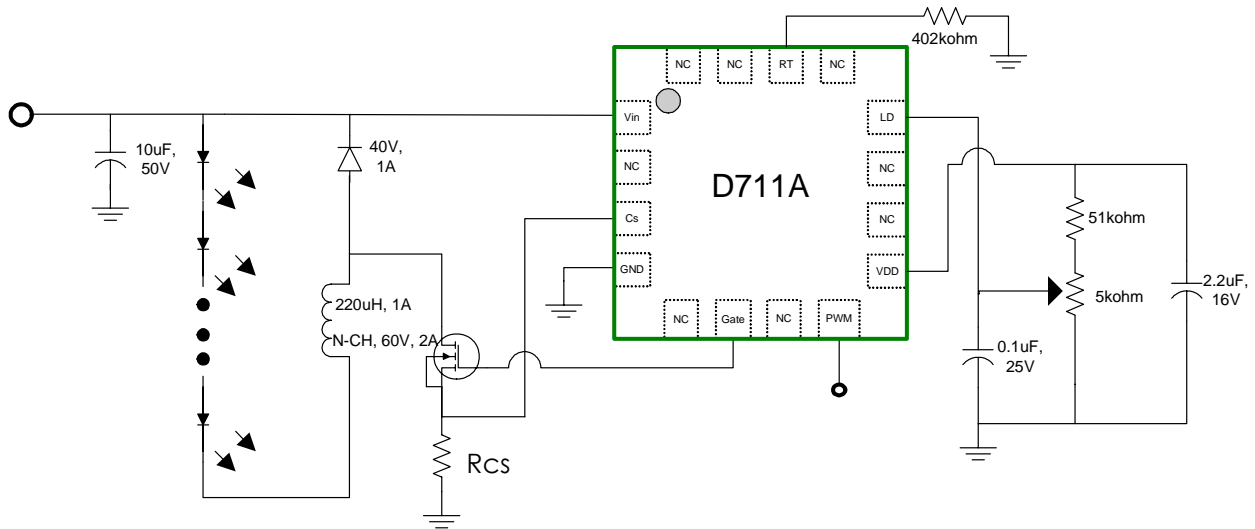 402kohm
NC
NC
RT
NC
Vin
LD
10uF,
50V
40V,
1A
NC
NC
D711A
Cs
NC
51kohm
GND
VDD
220uH, 1A
5kohm
2.2uF,
16V
N-CH, 60V, 2A
NC
Gate
NC
PWM
0.1uF,
25V
Rcs